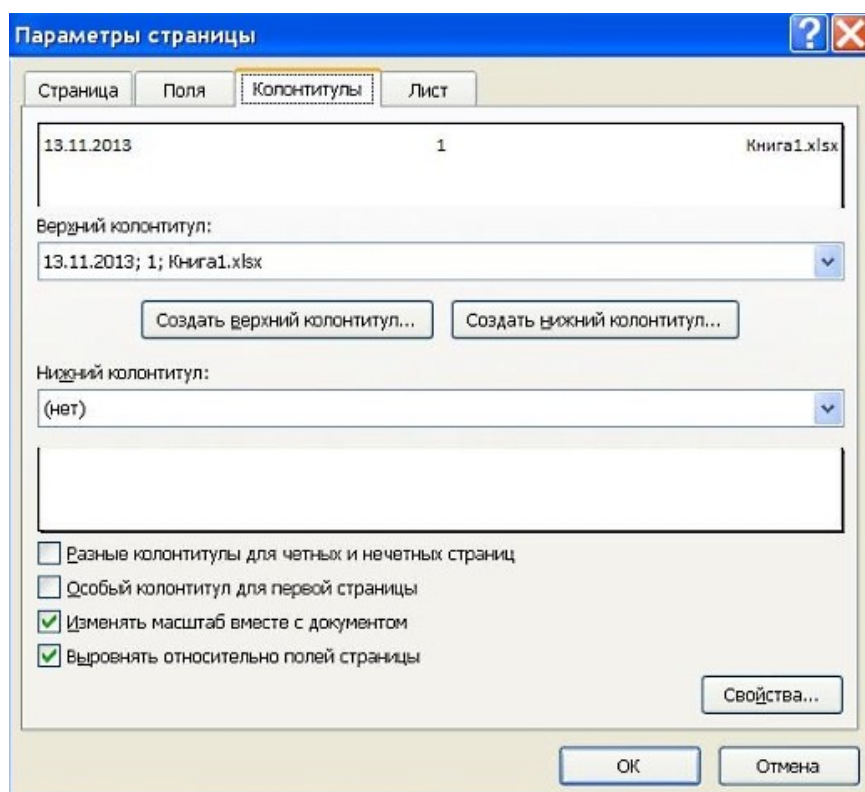 Параметры страницы
Страница Поля Колонтитулы Лист
13.11.2013 1 Книга1.xlsx
Верхний колонтитул:
13.11.2013; 1; Книга1.xlsx
Создать верхний колонтитул... Создать нижний колонтитул...
Нижний колонтитул:
(нет)
Разные колонтитулы для четных и нечетных страниц
Особый колонтитул для первой страницы
Изменять масштаб вместе с документом
Выровнять относительно полей страницы
Свойства...
ОК Отмена